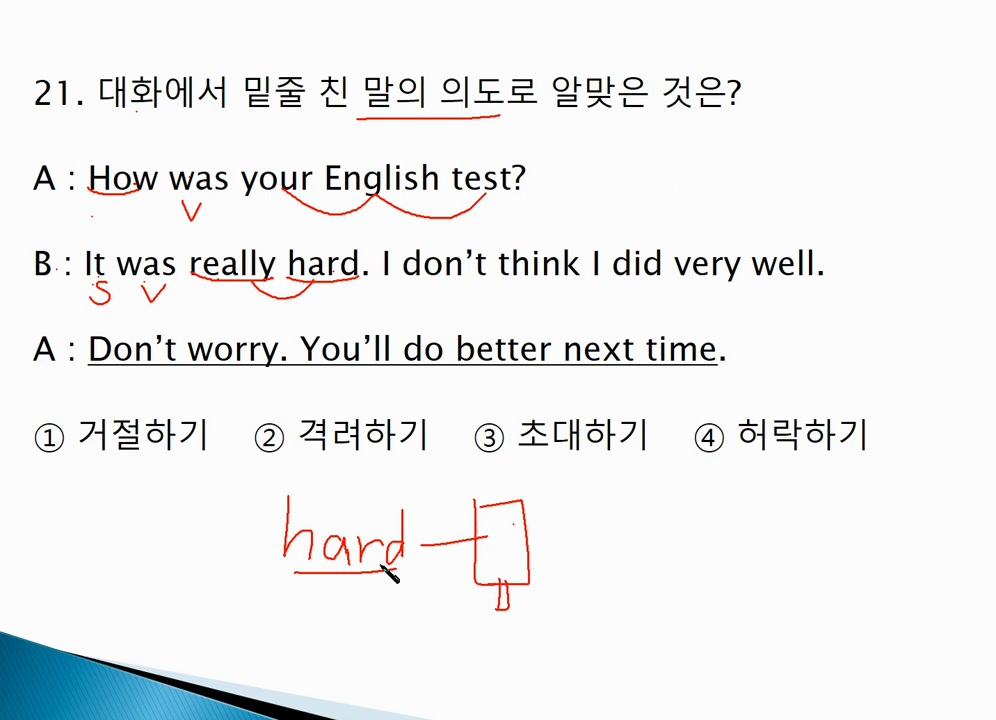 21. 대화에서 밑줄 친 말의 의도로 알맞은 것은?
A : How was your English test?
V
B : It was really hard. I don't think I did very well.
S V
A : Don't worry. You'll do better next time.
① 거절하기 ② 격려하기 ③ 초대하기 ④ 허락하기
hard